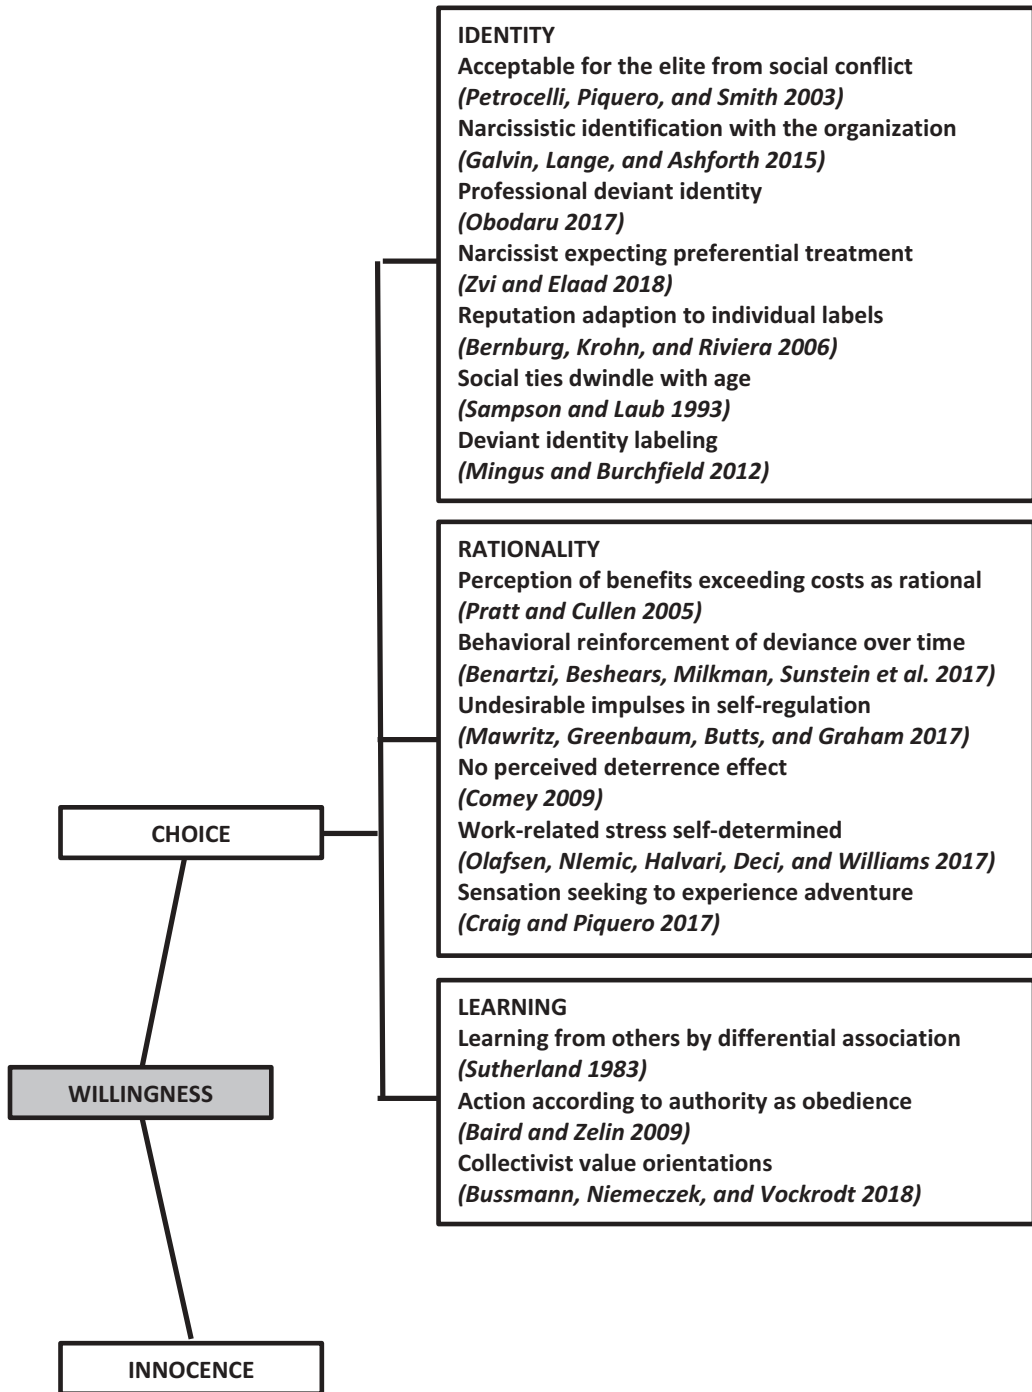 IDENTITY
Acceptable for the elite from social conflict
(Petrocelli, Piquero, and Smith 2003)
Narcissistic identification with the organization
(Galvin, Lange, and Ashforth 2015)
Professional deviant identity
(Obodaru 2017)
Narcissist expecting preferential treatment
(Zvi and Elaad 2018)
Reputation adaption to individual labels
(Bernburg, Krohn, and Riviera 2006)
Social ties dwindle with age
(Sampson and Laub 1993)
Deviant identity labeling
(Mingus and Burchfield 2012)
RATIONALITY
Perception of benefits exceeding costs as rational
(Pratt and Cullen 2005)
Behavioral reinforcement of deviance over time
(Benartzi, Beshears, Milkman, Sunstein et al. 2017)
Undesirable impulses in self-regulation
(Mawritz, Greenbaum, Butts, and Graham 2017)
No perceived deterrence effect
(Comey 2009)
Work-related stress self-determined
(Olafsen, NIemic, Halvari, Deci, and Williams 2017)
Sensation seeking to experience adventure
(Craig and Piquero 2017)
CHOICE
LEARNING
Learning from others by differential association
(Sutherland 1983)
Action according to authority as obedience
(Baird and Zelin 2009)
Collectivist value orientations
(Bussmann, Niemeczek, and Vockrodt 2018)
WILLINGNESS
INNOCENCE